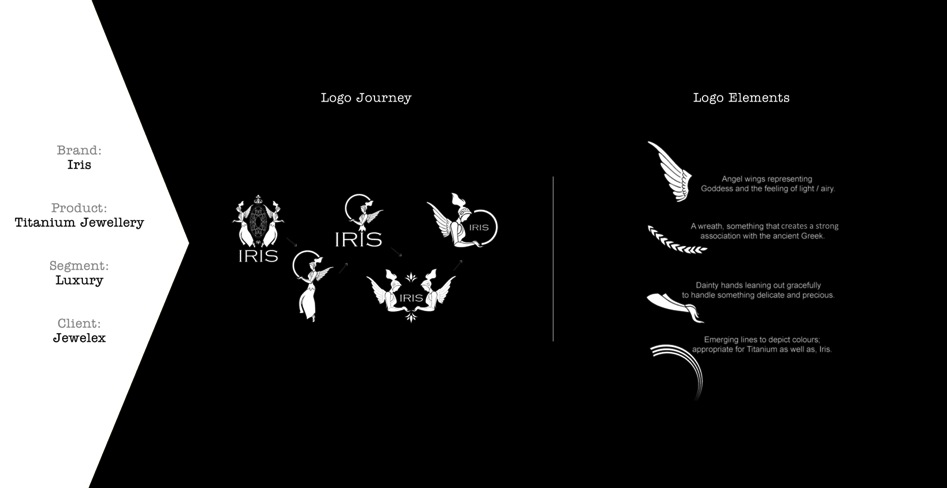 Brand:
Iris
Product:
Titanium Jewellery
Segment:
Luxury
Client:
Jewelex
Logo Journey
IRIS
IRIS
IRIS
IRIS
Logo Elements
Angel wings representing
Goddess and the feeling of light / airy.
A wreath, something that creates a strong
association with the ancient Greek.
Dainty hands leaning out gracefully
to handle something delicate and precious.
Emerging lines to depict colours;
appropriate for Titanium as well as, Iris.